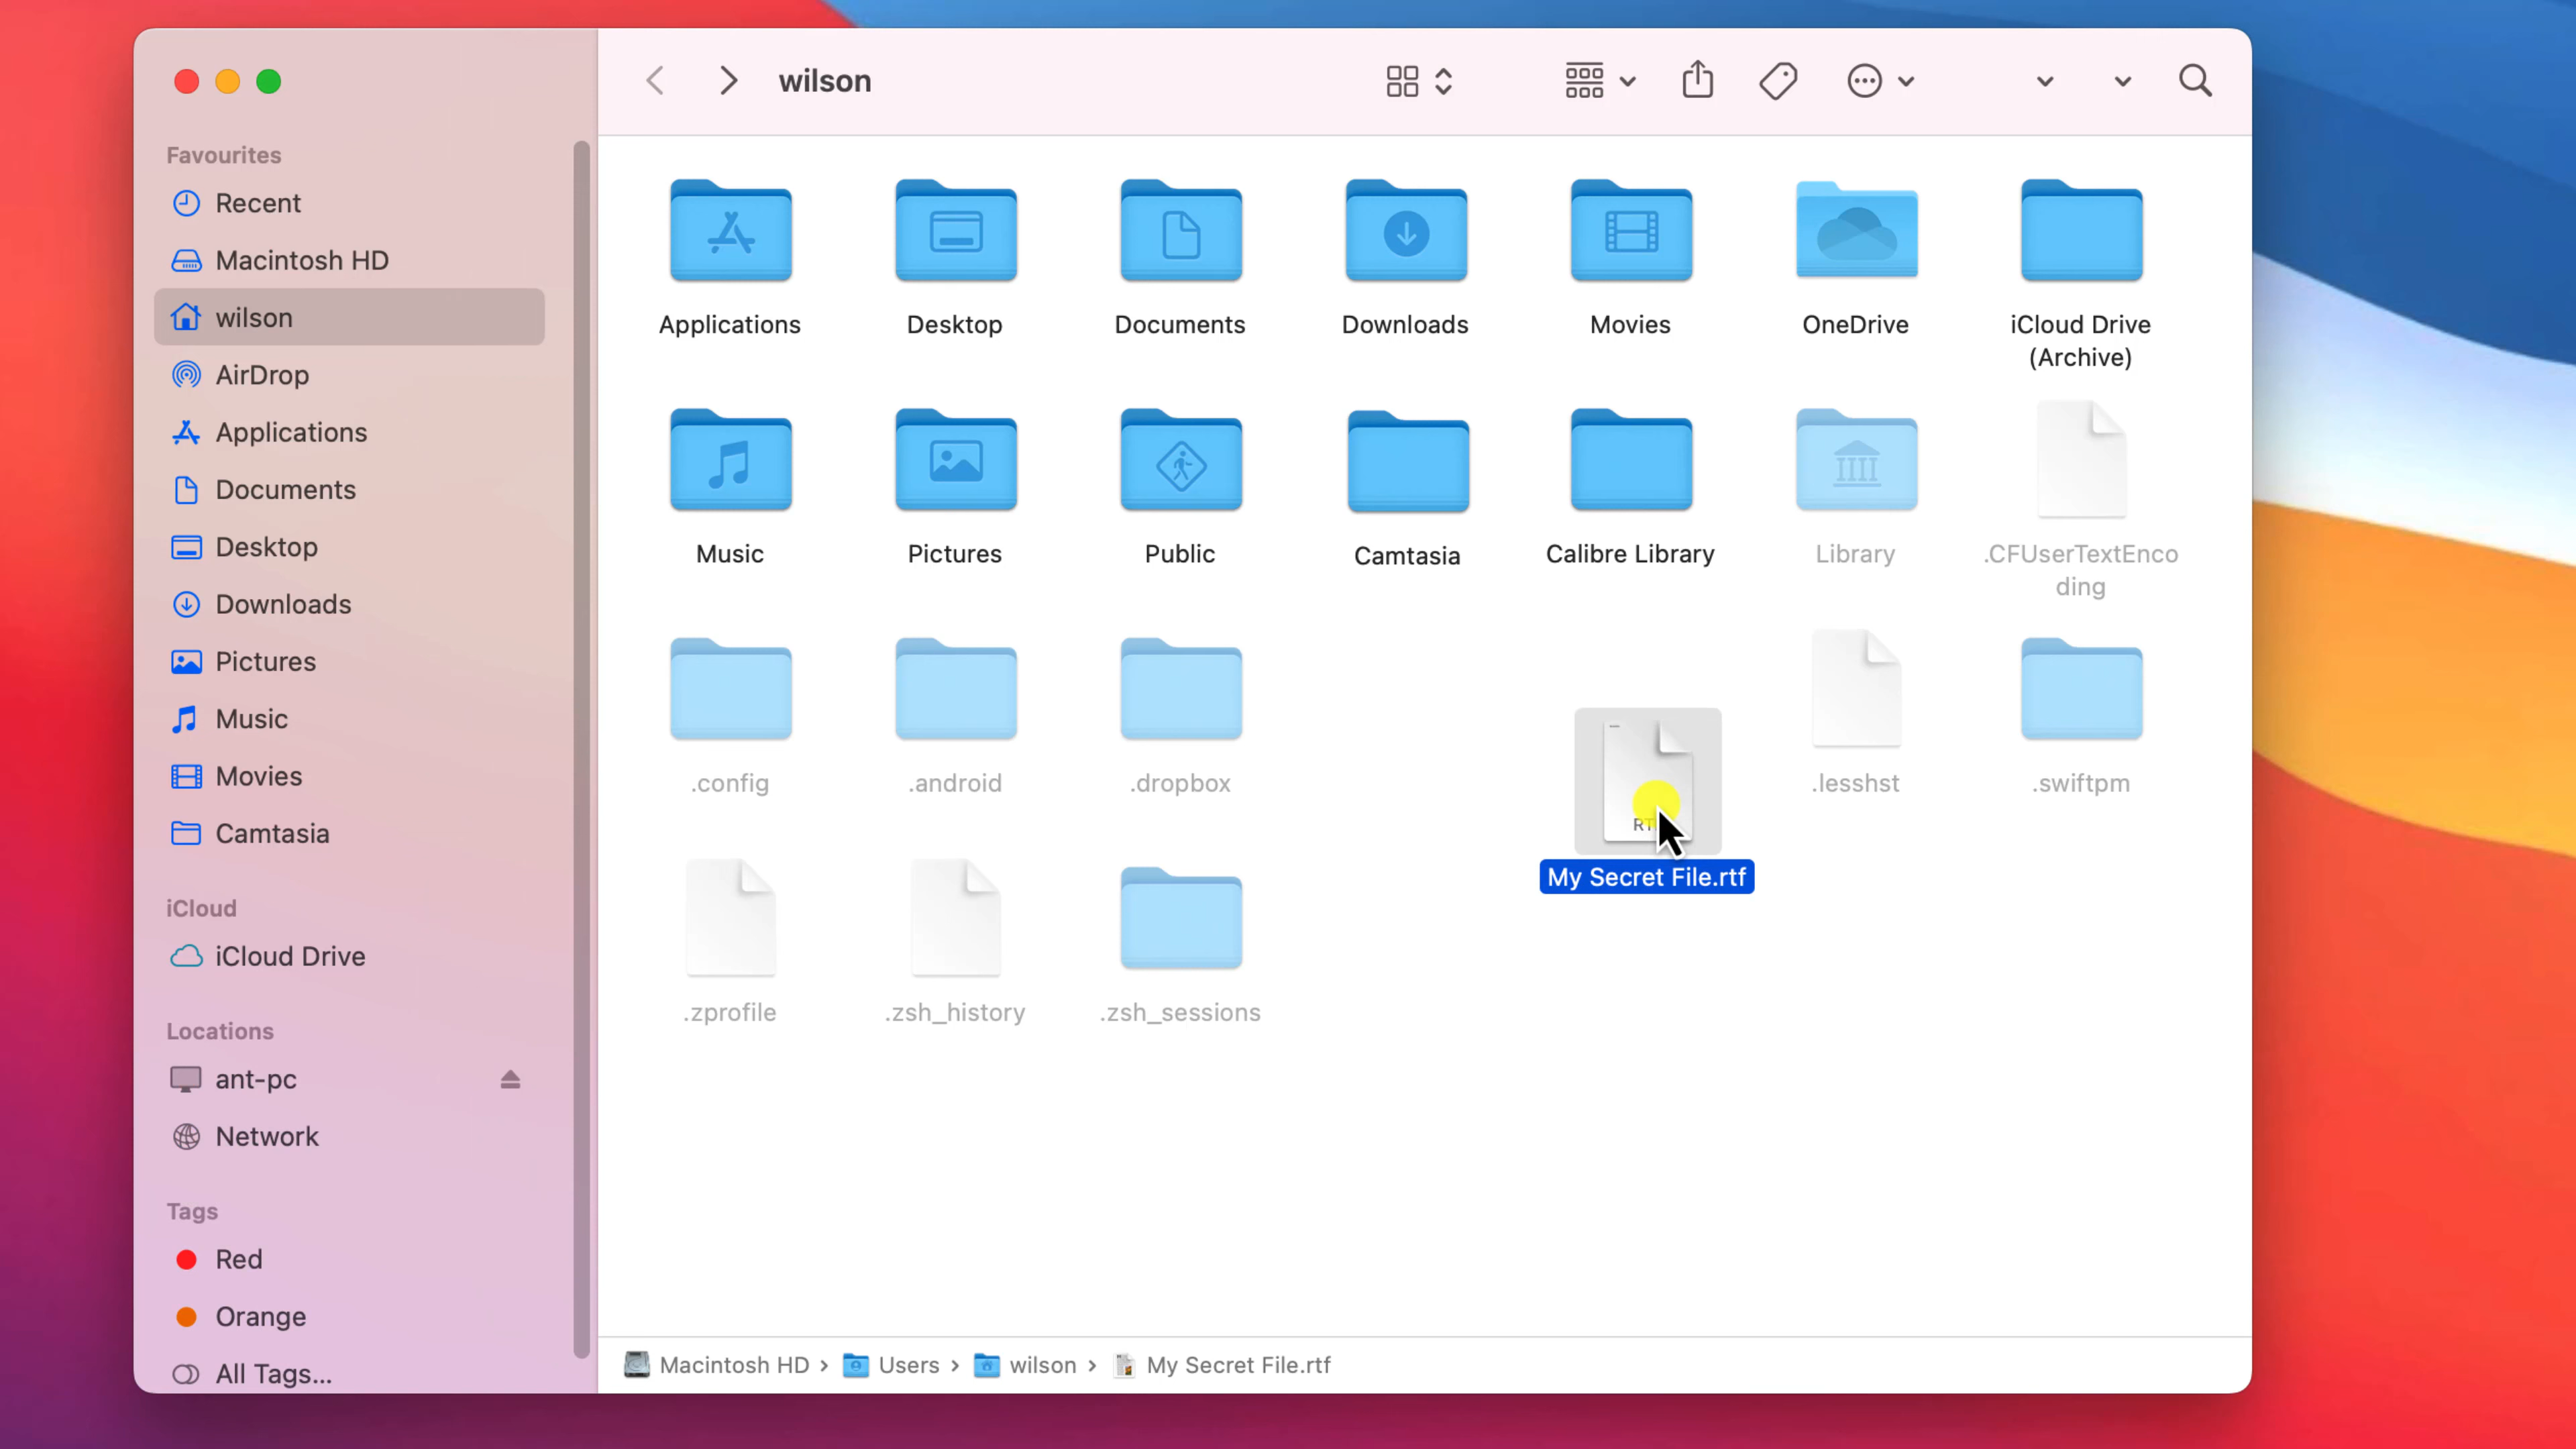 wilson
Favourites
Recent
Macintosh HD
wilson
AirDrop
Applications
Documents
Desktop
Downloads
Pictures
Music
Movies
Camtasia
iCloud
iCloud Drive
Locations
ant-pc
Network
Tags
Red
Orange
All Tags...
Applications
Desktop
Documents
Downloads
Movies
OneDrive
iCloud Drive
(Archive)
Music
Pictures
Public
Camtasia
Calibre Library
Library
.CFUserTextEnco
ding
.config
.android
.dropbox
My Secret File.rtf
.lesshst
.swiftpm
.zprofile
.zsh_history
.zsh_sessions
Macintosh HD › Users › wilson › My Secret File.rtf